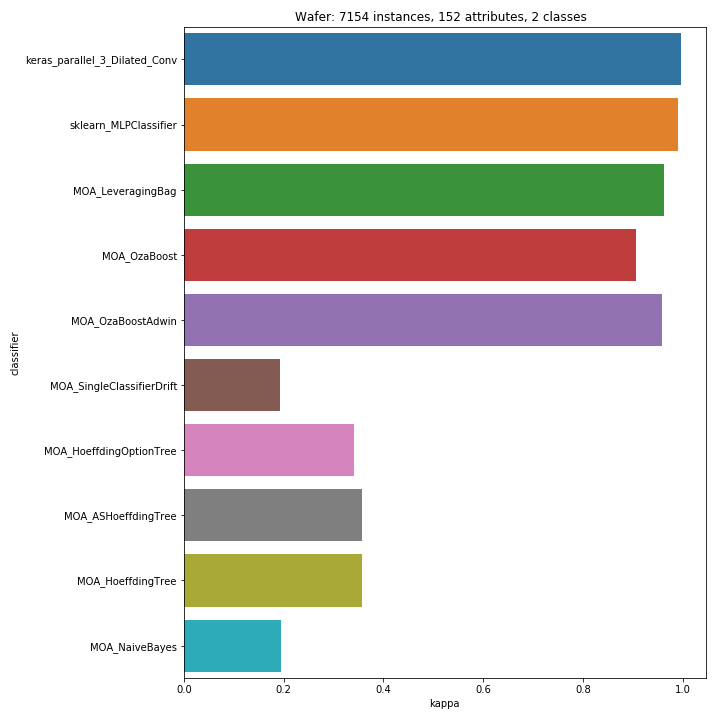 Wafer: 7154 instances, 152 attributes, 2 classes
keras_parallel_3_Dilated_Conv
sklearn_MLPClassifier
MOA_LeveragingBag
MOA_OzaBoost
MOA_OzaBoostAdwin
classifier
MOA_SingleClassifierDrift
MOA_HoeffdingOptionTree
MOA_ASHoeffdingTree
MOA_HoeffdingTree
MOA_NaiveBayes
0.0 0.2 0.4 0.6 0.8 1.0
kappa